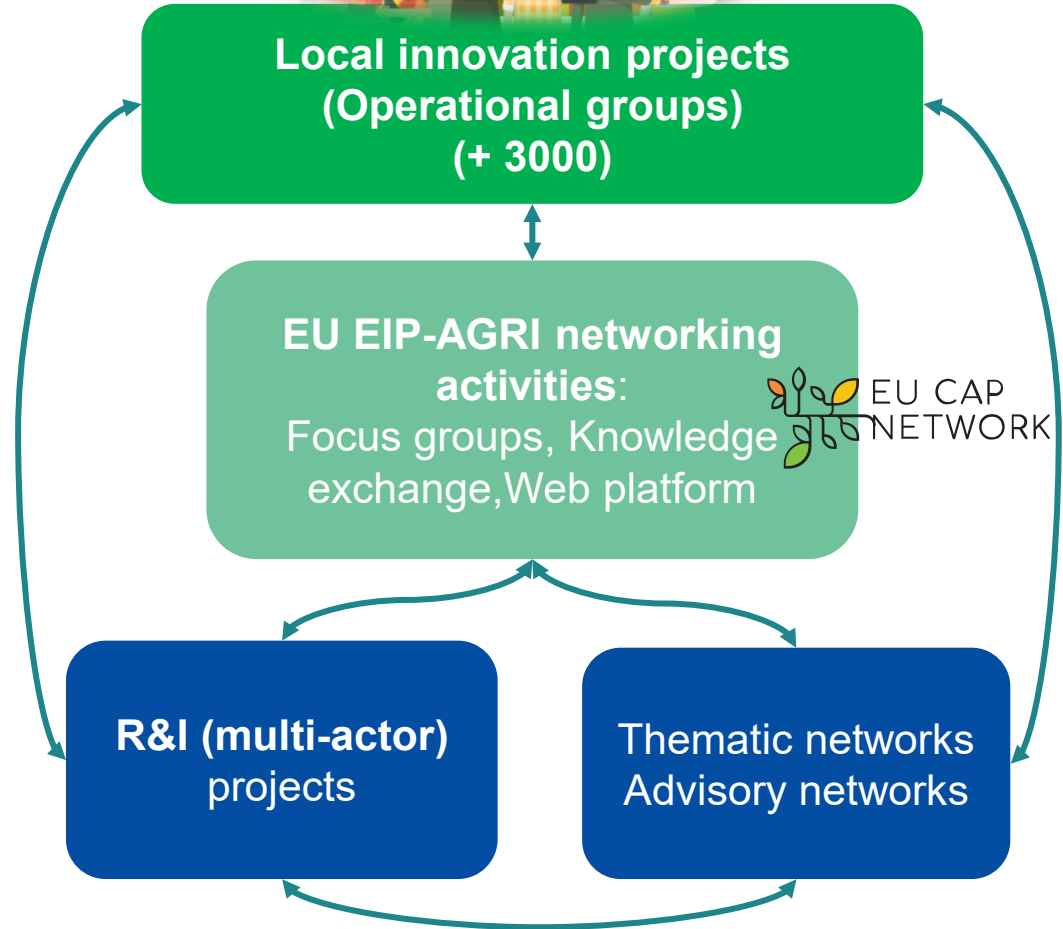 Local innovation projects
(Operational groups)
(+ 3000)
EU EIP-AGRI networking
activities:
Focus groups, Knowledge
exchange,Web platform
EU CAP
NETWORK
R&I (multi-actor)
projects
Thematic networks
Advisory networks